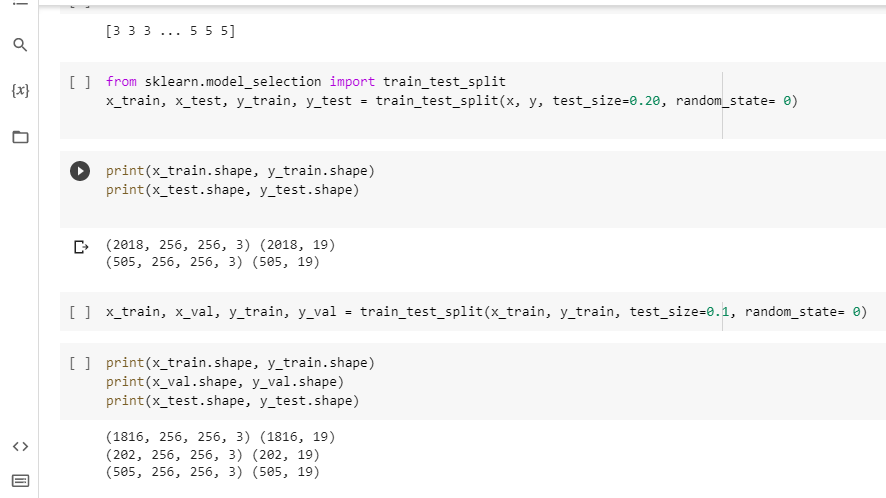 [3 3 3 ... 5 5 5]
{x}
[ ] from sklearn.model_selection import train_test_split
x_train, x_test, y_train, y_test = train_test_split(x, y, test_size=0.20, random_state= 0)
print(x_train.shape, y_train.shape)
print(x_test.shape, y_test.shape)
(2018, 256, 256, 3) (2018, 19)
(505, 256, 256, 3) (505, 19)
[ ] x_train, x_val, y_train, y_val = train_test_split(x_train, y_train, test_size=0.1, random_state= 0)
[ ] print(x_train.shape, y_train.shape)
print(x_val.shape, y_val.shape)
print(x_test.shape, y_test.shape)
(1816, 256, 256, 3) (1816, 19)
(202, 256, 256, 3) (202, 19)
(505, 256, 256, 3) (505, 19)